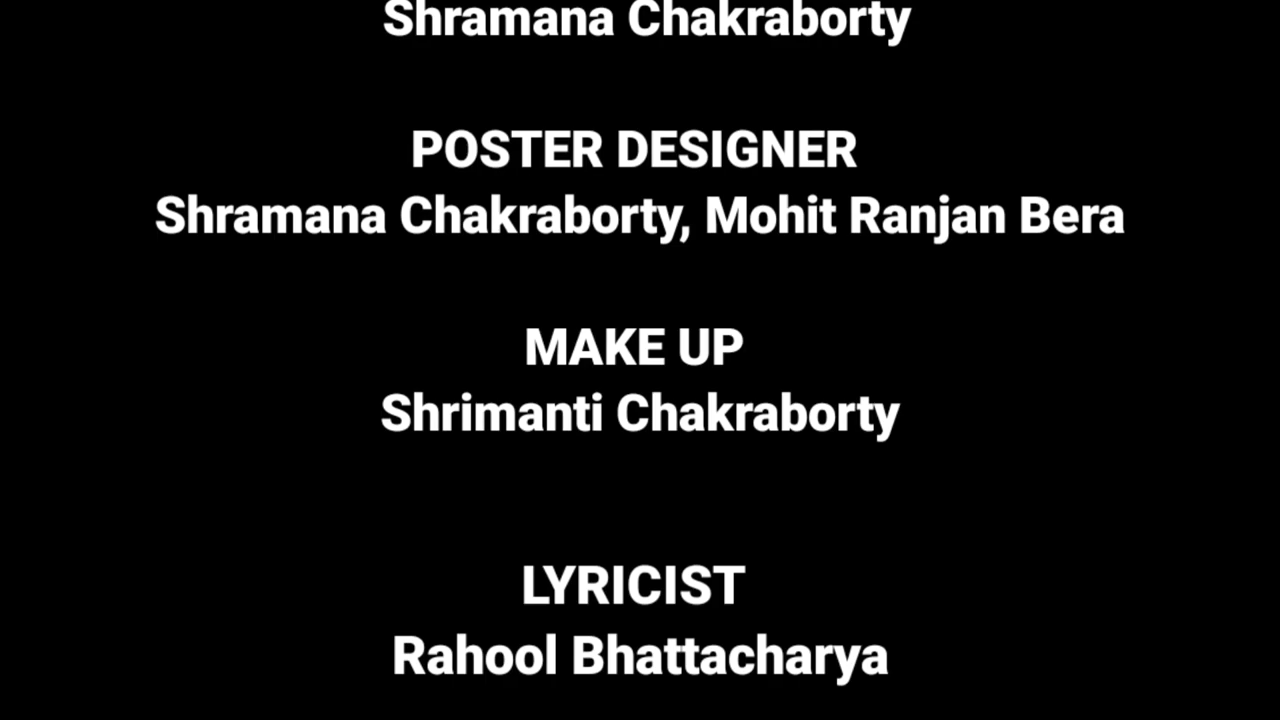 Shramana Chakraborty
POSTER DESIGNER
Shramana Chakraborty, Mohit Ranjan Bera
MAKE UP
Shrimanti Chakraborty
LYRICIST
Rahool Bhattacharya